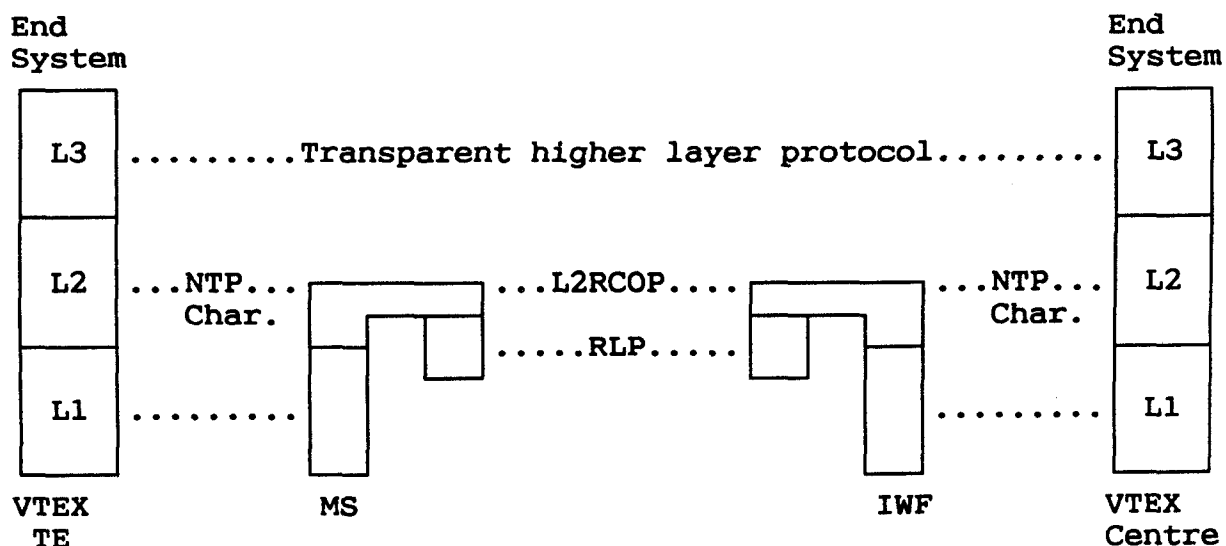 End System
End System
L3 .........Transparent higher layer protocol......... L3
L2 ...NTP... Char. ...L2RCOP.... ...NTP... Char. L2
.....RLP.....
L1 ......... ......... L1
VTEX TE
MS
IWF
VTEX Centre